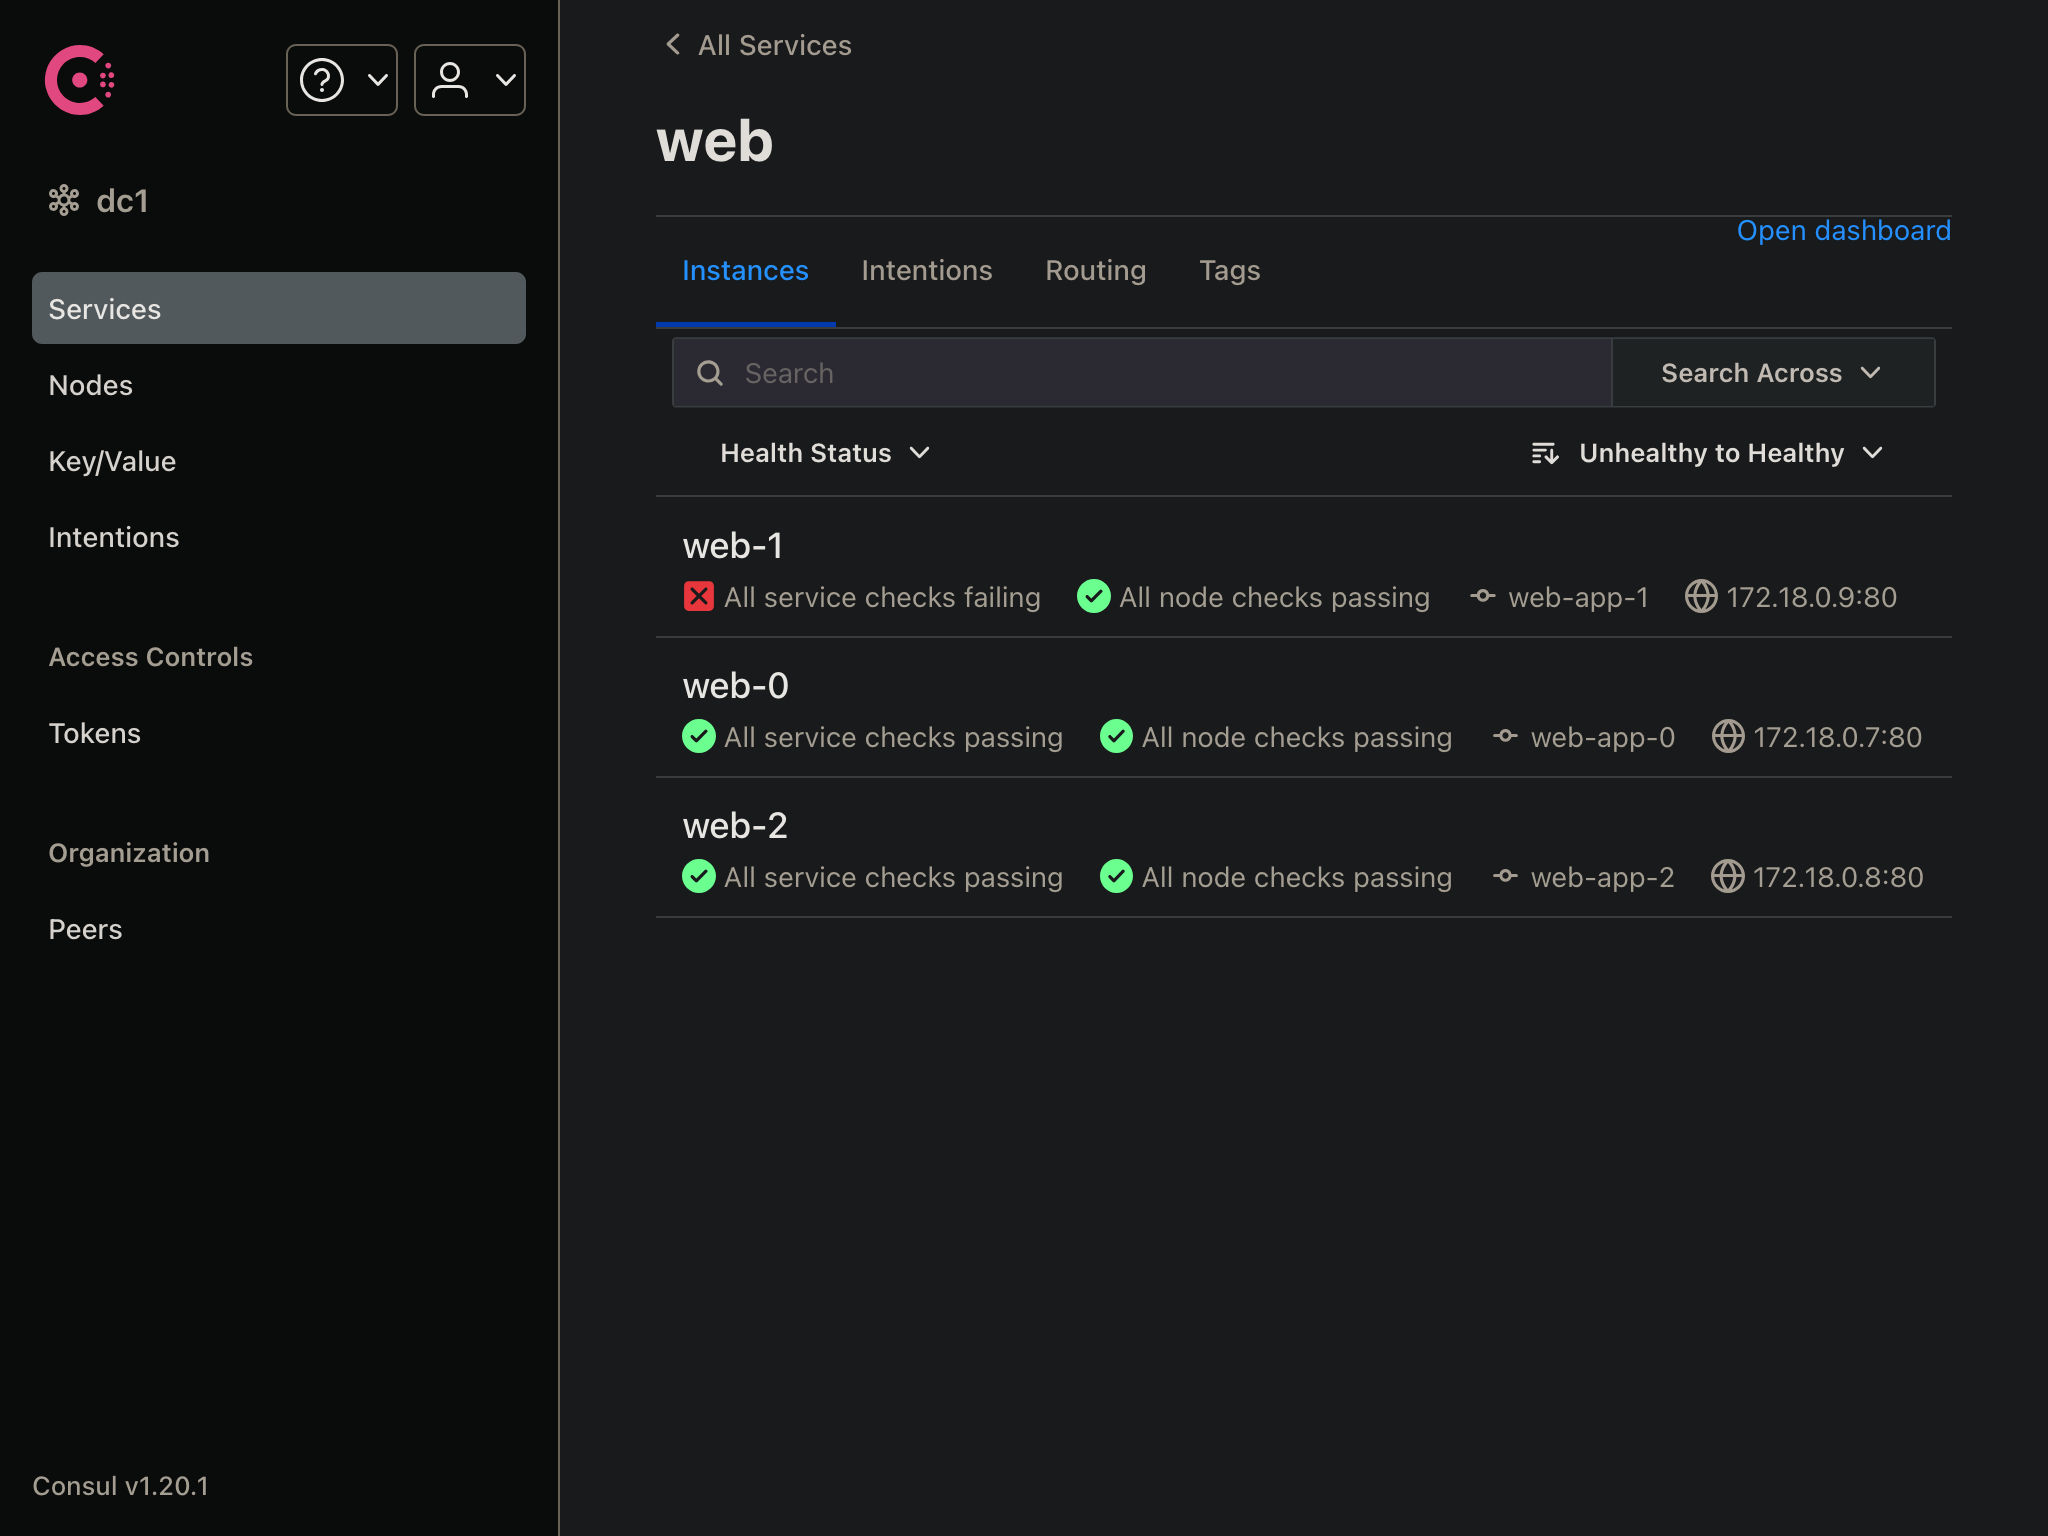 dc1
Services
Nodes
Key/Value
Intentions
Access Controls
Tokens
Organization
Peers
Consul v1.20.1
All Services
web
Open dashboard
Instances Intentions Routing Tags
Search Search Across
Health Status Unhealthy to Healthy
web-1
All service checks failing All node checks passing web-app-1 172.18.0.9:80
web-0
All service checks passing All node checks passing web-app-0 172.18.0.7:80
web-2
All service checks passing All node checks passing web-app-2 172.18.0.8:80